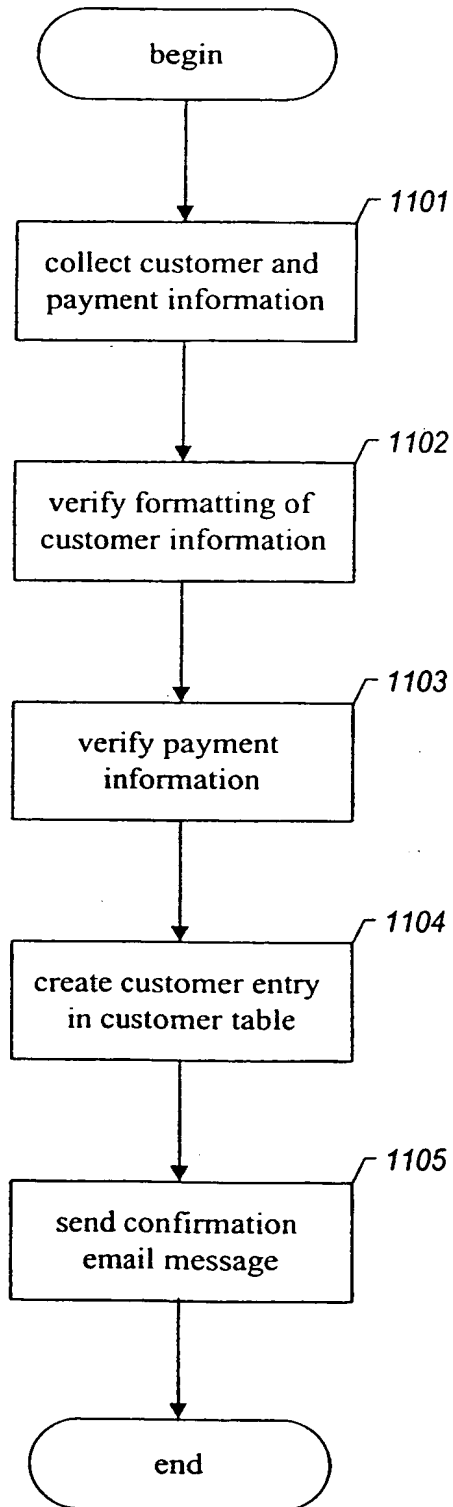 begin
1101
collect customer and
payment information
1102
verify formatting of
customer information
1103
verify payment
information
1104
create customer entry
in customer table
1105
send confirmation
email message
end